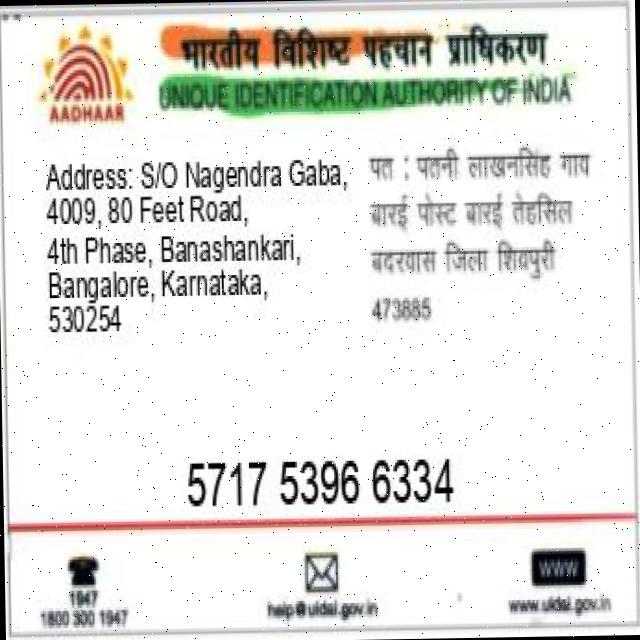 भारतीय विशिष्ट पहचान प्राधिकरण
UNIQUE IDENTIFICATION AUTHORITY OF INDIA
AADHAAR
Address: S/O Nagendra Gaba,
4009, 80 Feet Road,
4th Phase, Banashankari,
Bangalore, Karnataka,
530254
पत : पतनी लाखनसिंह गाव
बारई पोस्ट बारई तेहसिल
बदरवास जिला शिवपुरी
473885
5717 5396 6334
1947
1800 300 1947
help@uidai.gov.in
www
www.uidai.gov.in